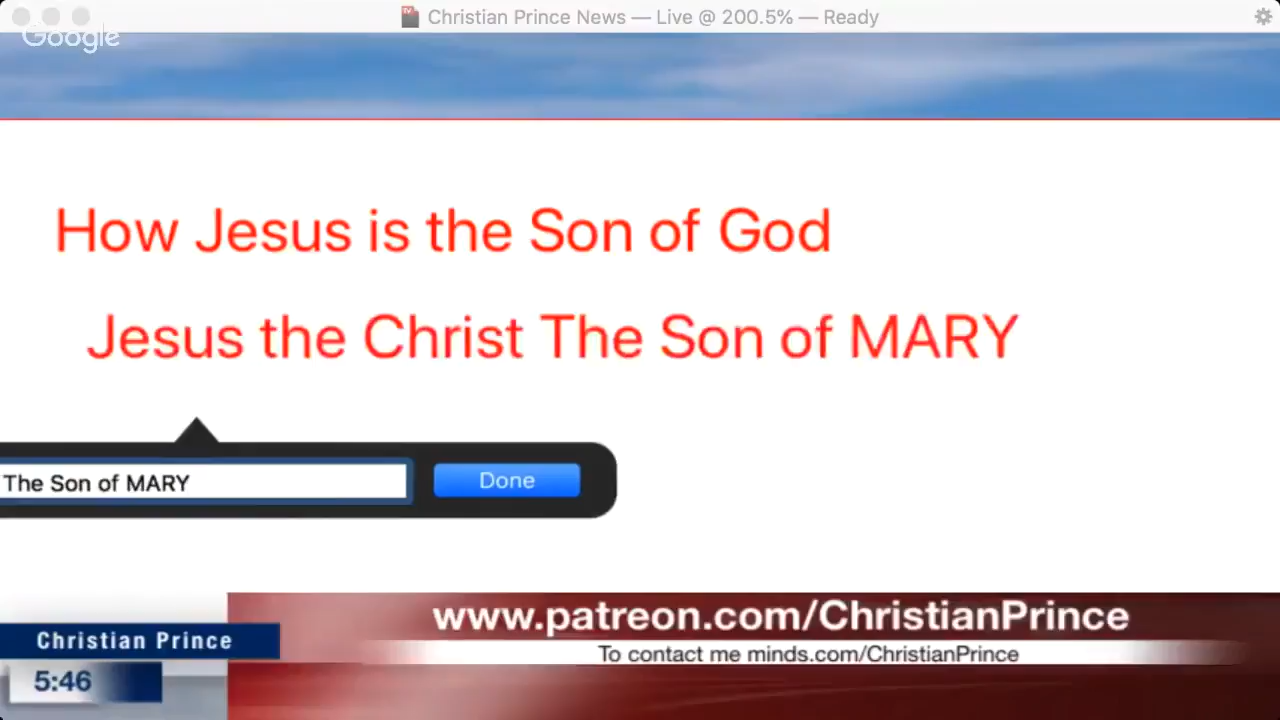 Christian Prince News — Live @ 200.5% — Ready
Google
How Jesus is the Son of God
Jesus the Christ The Son of MARY
The Son of MARY
Done
www.patreon.com/ChristianPrince
To contact me minds.com/ChristianPrince
Christian Prince
5:46